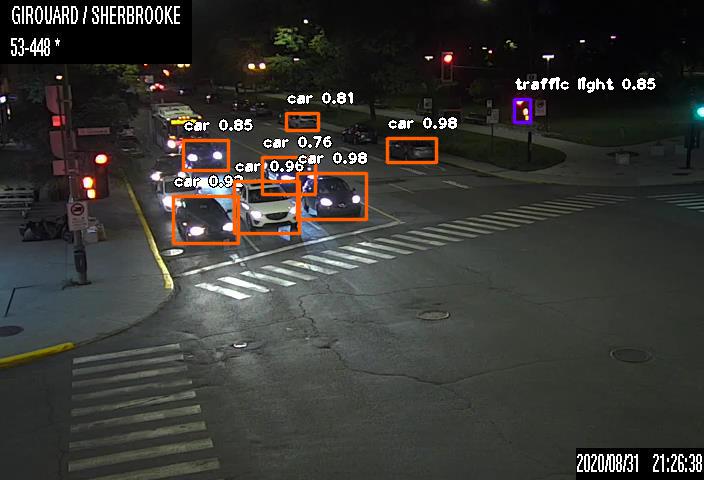 GIROUARD / SHERBROOKE
53-448 *
traffic light 0.85
car 0.81
car 0.85
car 0.98
car 0.76
car 0.98
car 0.96
car 0.92
2020/08/31 21:26:38